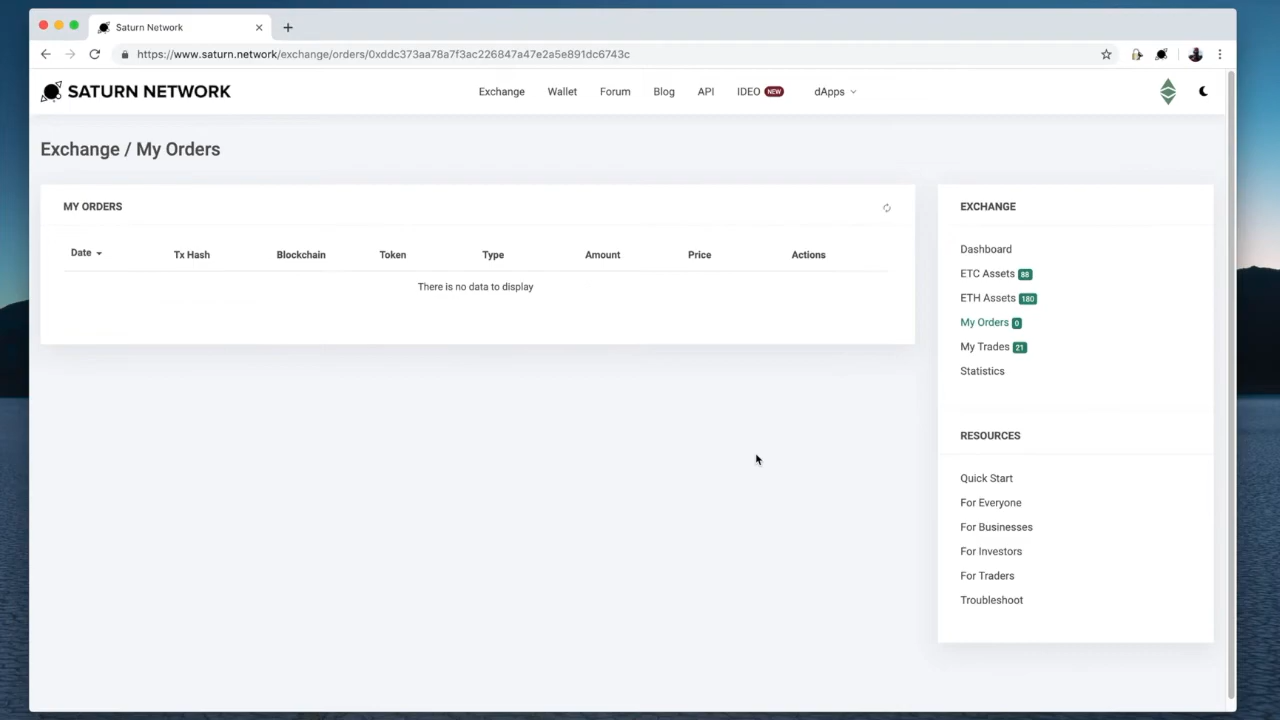 Saturn Network
https://www.saturn.network/exchange/orders/0xddc373aa78a7f3ac226847a47e2a5e891dc6743c
SATURN NETWORK
Exchange Wallet Forum Blog API IDEO NEW dApps
Exchange / My Orders
MY ORDERS
Date Tx Hash Blockchain Token Type Amount Price Actions
There is no data to display
EXCHANGE
Dashboard
ETC Assets 88
ETH Assets 180
My Orders 0
My Trades 21
Statistics
RESOURCES
Quick Start
For Everyone
For Businesses
For Investors
For Traders
Troubleshoot